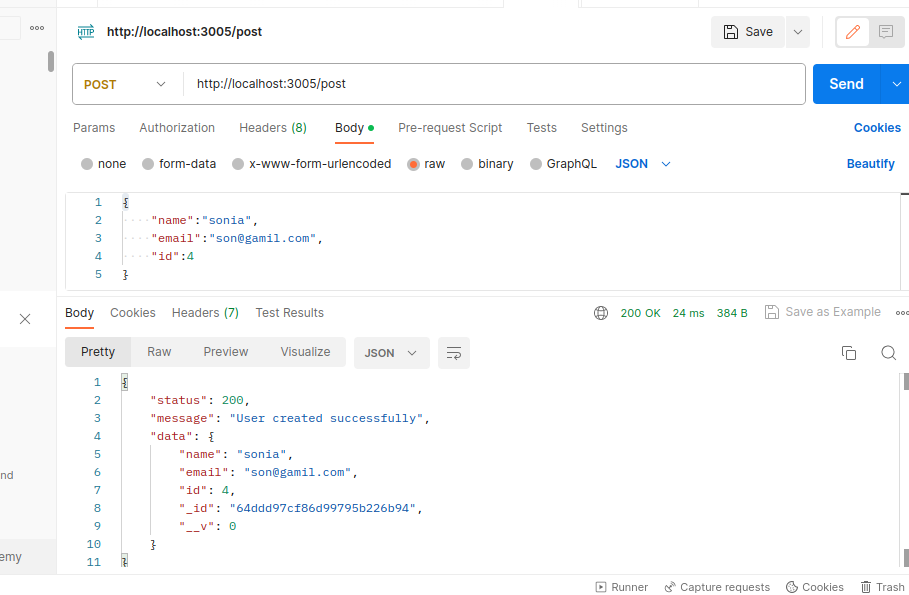 HTTP http://localhost:3005/post Save
POST http://localhost:3005/post Send
Params Authorization Headers (8) Body Pre-request Script Tests Settings Cookies
none form-data x-www-form-urlencoded raw binary GraphQL JSON Beautify
1 {
2 "name":"sonia",
3 "email":"son@gamil.com",
4 "id":4
5 }
Body Cookies Headers (7) Test Results 200 OK 24 ms 384 B Save as Example
Pretty Raw Preview Visualize JSON
1 {
2 "status": 200,
3 "message": "User created successfully",
4 "data": {
5 "name": "sonia",
6 "email": "son@gamil.com",
7 "id": 4,
8 "_id": "64ddd97cf86d99795b226b94",
9 "__v": 0
10 }
11 }
nd
emy
Runner Capture requests Cookies Trash